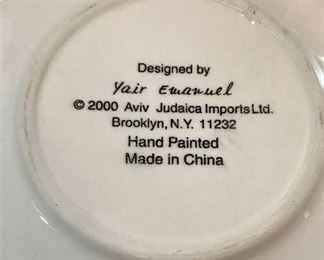 Designed by
Yair Emanuel
© 2000 Aviv Judaica Imports Ltd.
Brooklyn, N.Y. 11232
Hand Painted
Made in China